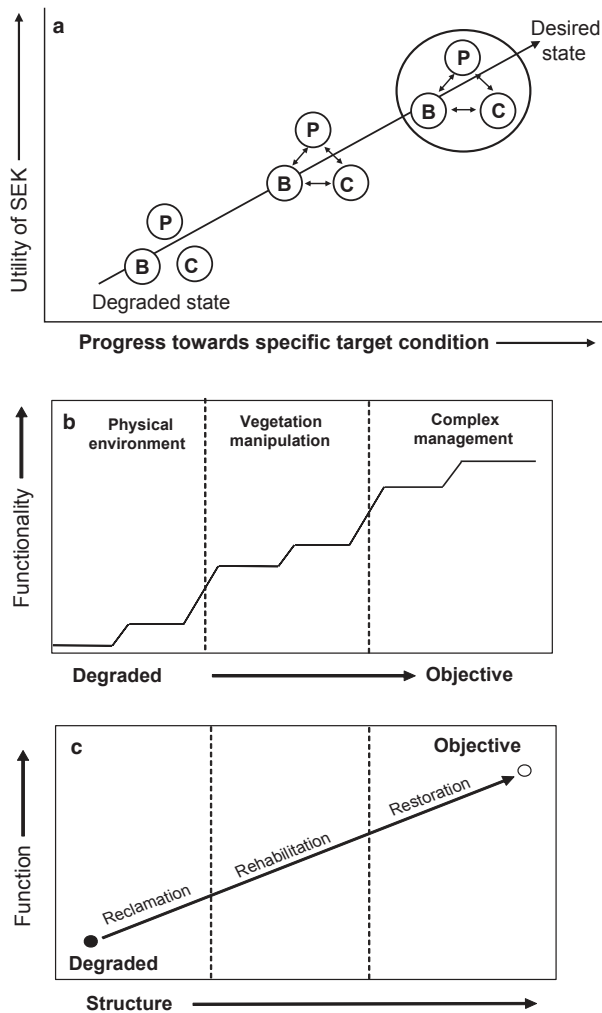 a
Utility of SEK
Desired
state
P
B
C
P
B
C
P
B
C
Degraded state
Progress towards specific target condition
b
Functionality
Physical
environment
Vegetation
manipulation
Complex
management
Degraded
Objective
c
Function
Objective
Reclamation
Rehabilitation
Restoration
Degraded
Structure